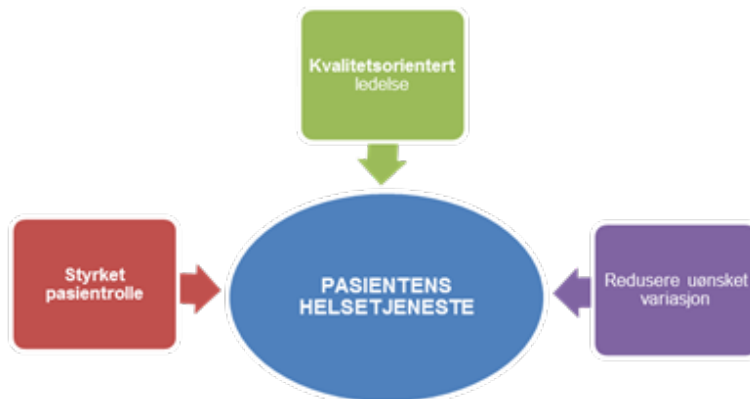 Kvalitetsorientert
ledelse
Styrket
pasientrolle
PASIENTENS
HELSETJENESTE
Redusere uønsket
variasjon